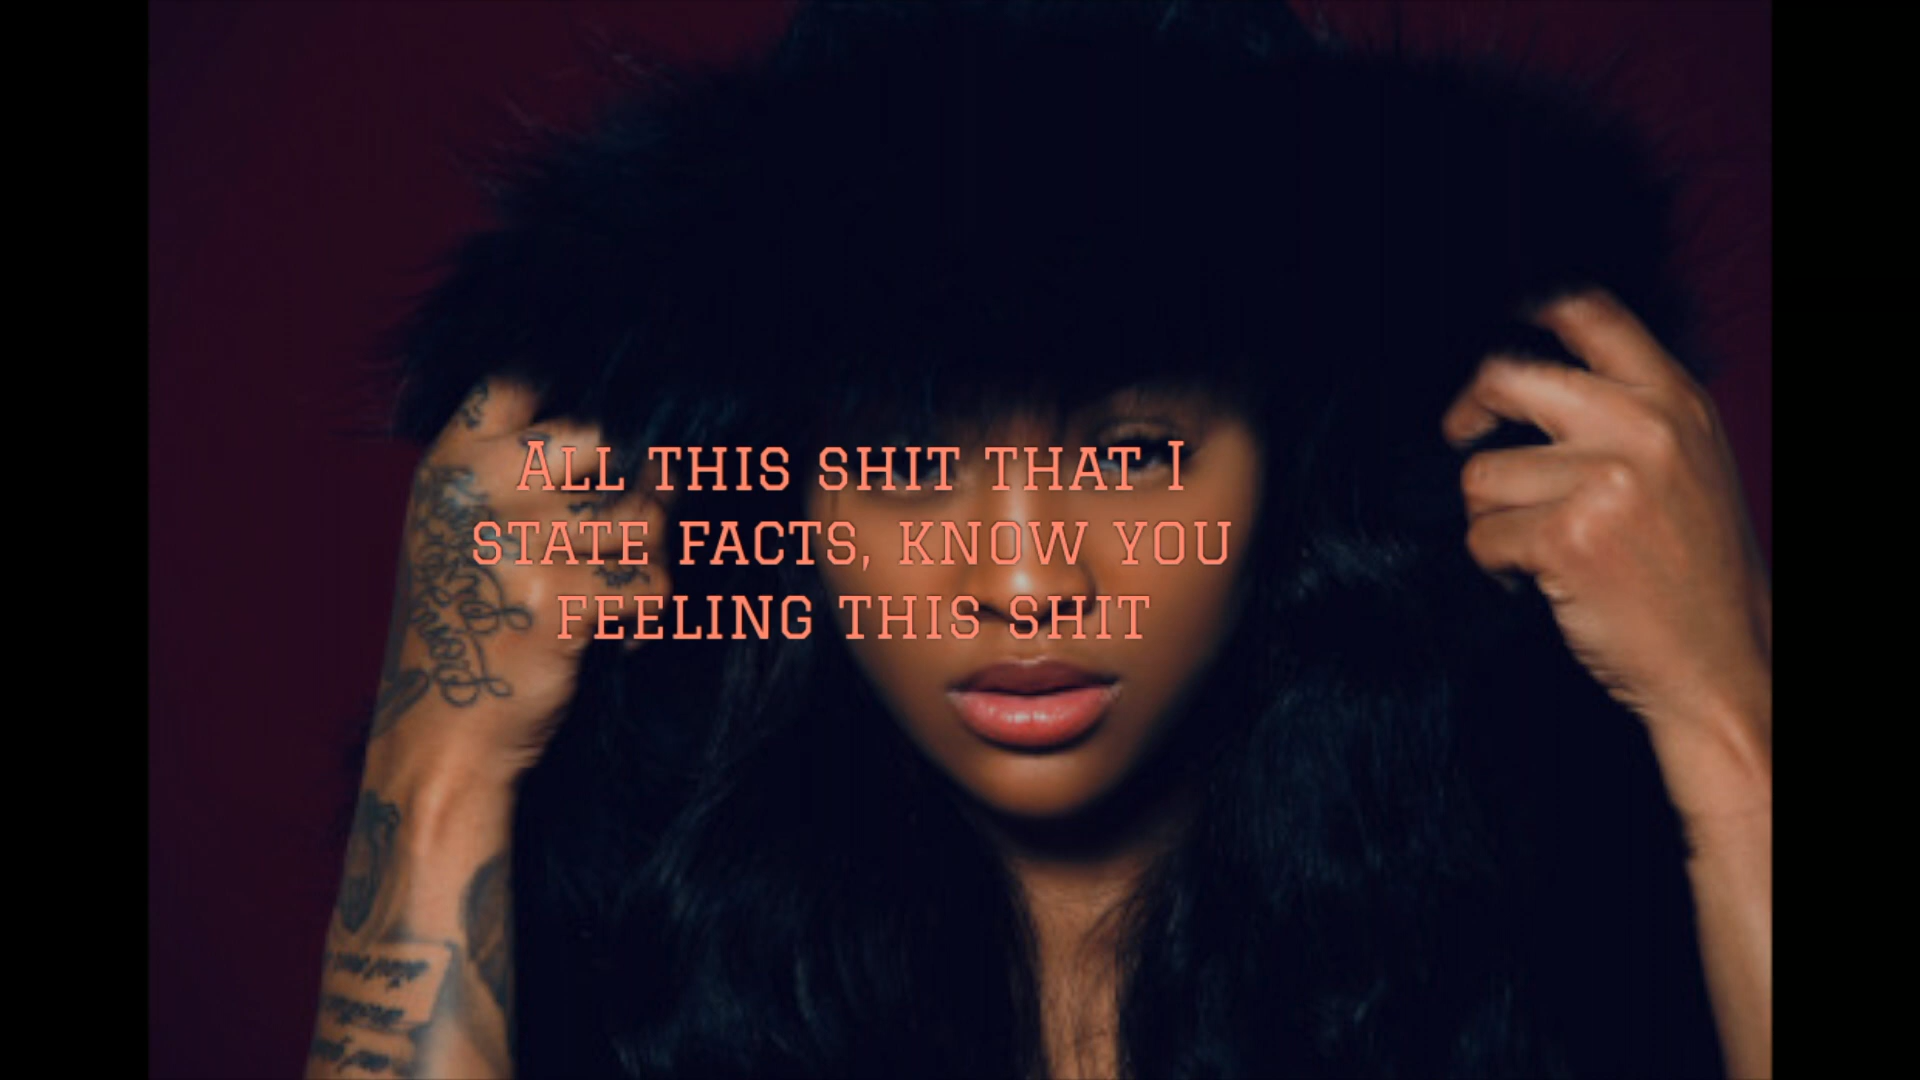 All this shit that I
state facts, know you
feeling this shit